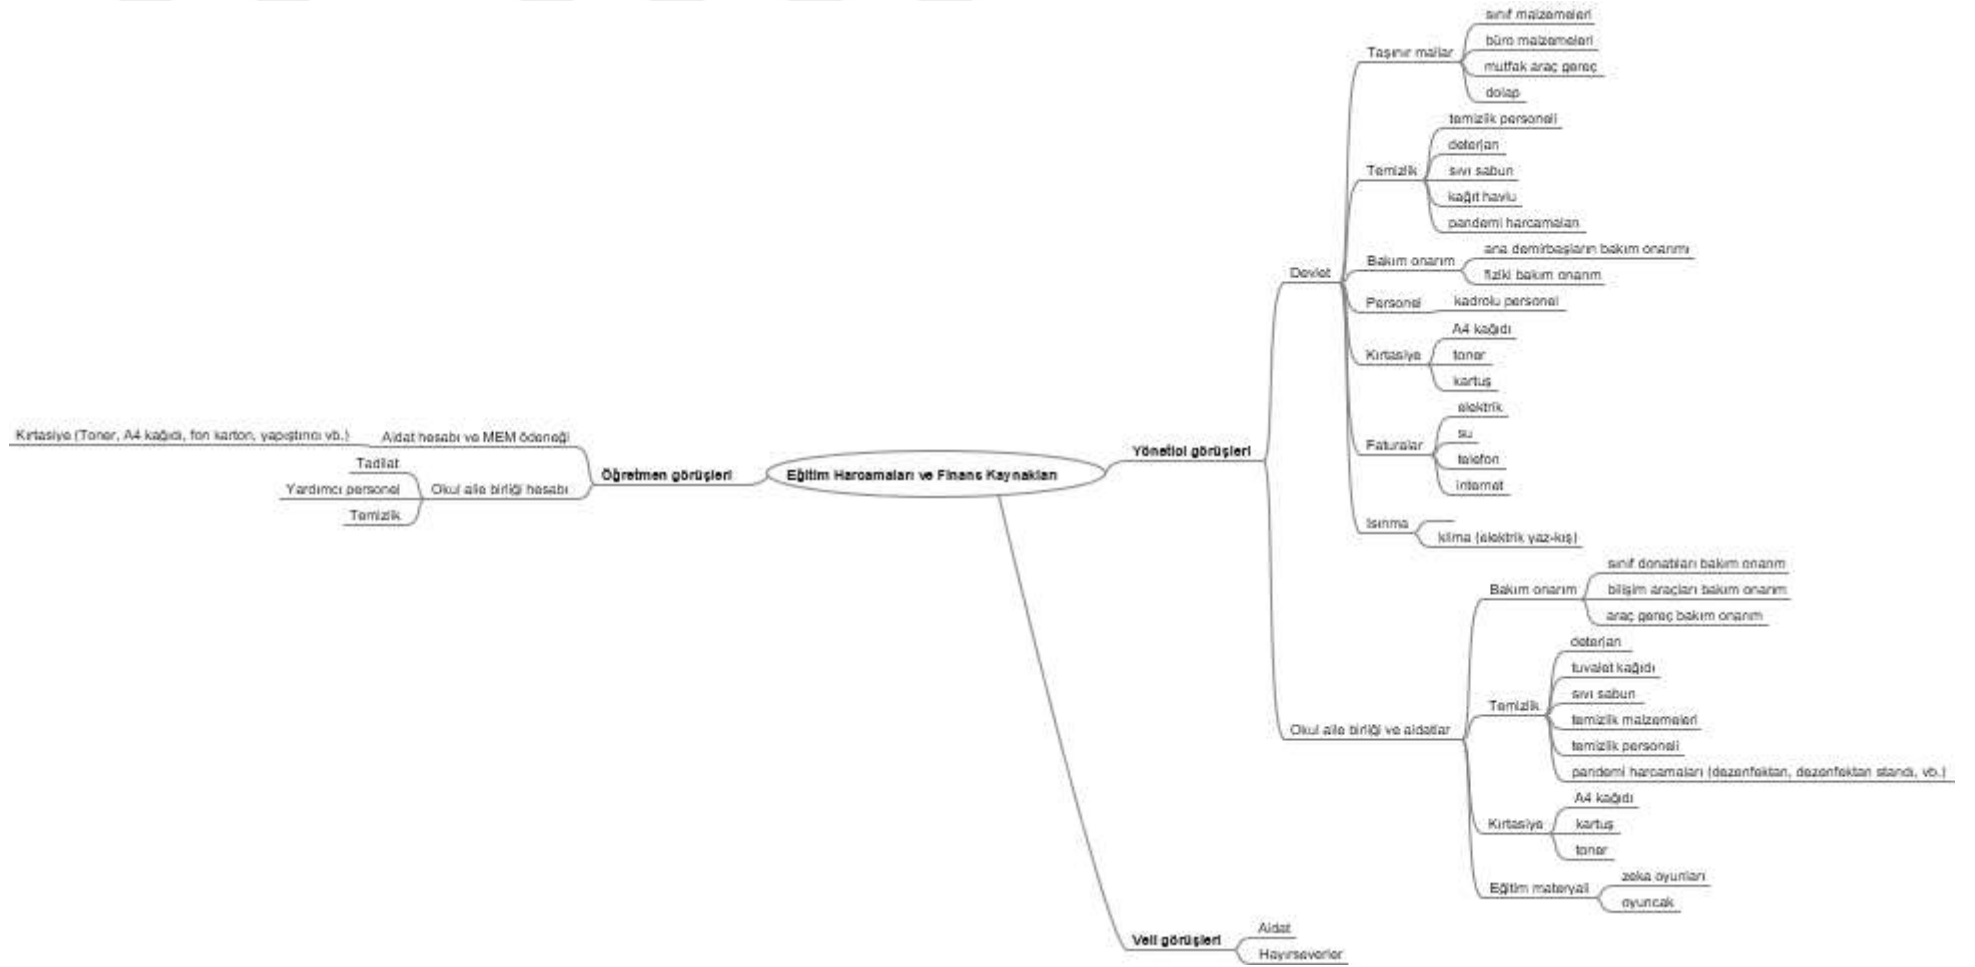 Eğitim Harcamaları ve Finans Kaynakları
Öğretmen görüşleri
Aidat hesabı ve MEM ödeneği
Kırtasiye (Toner, A4 kağıdı, fon karton, yapıştırıcı vb.)
Okul aile birliği hesabı
Tadilat
Yardımcı personel
Temizlik
Yönetici görüşleri
Devlet
Taşınır mallar
sınıf malzemeleri
büro malzemeleri
mutfak araç gereç
dolap
Temizlik
temizlik personeli
deterjan
sıvı sabun
kağıt havlu
pandemi harcamaları
Bakım onarım
ana demirbaşların bakım onarımı
fiziki bakım onarım
Personel
kadrolu personel
Kırtasiye
A4 kağıdı
toner
kartuş
Faturalar
elektrik
su
telefon
internet
Isınma
klima (elektrik yaz-kış)
Okul aile birliği ve aidatlar
Bakım onarım
sınıf donatıları bakım onarım
bilişim araçları bakım onarım
araç gereç bakım onarım
Temizlik
deterjan
tuvalet kağıdı
sıvı sabun
temizlik malzemeleri
temizlik personeli
pandemi harcamaları (dezenfektan, dezenfektan standı, vb.)
Kırtasiye
A4 kağıdı
kartuş
toner
Eğitim materyali
zeka oyunları
oyuncak
Veli görüşleri
Aidat
Hayırseverler